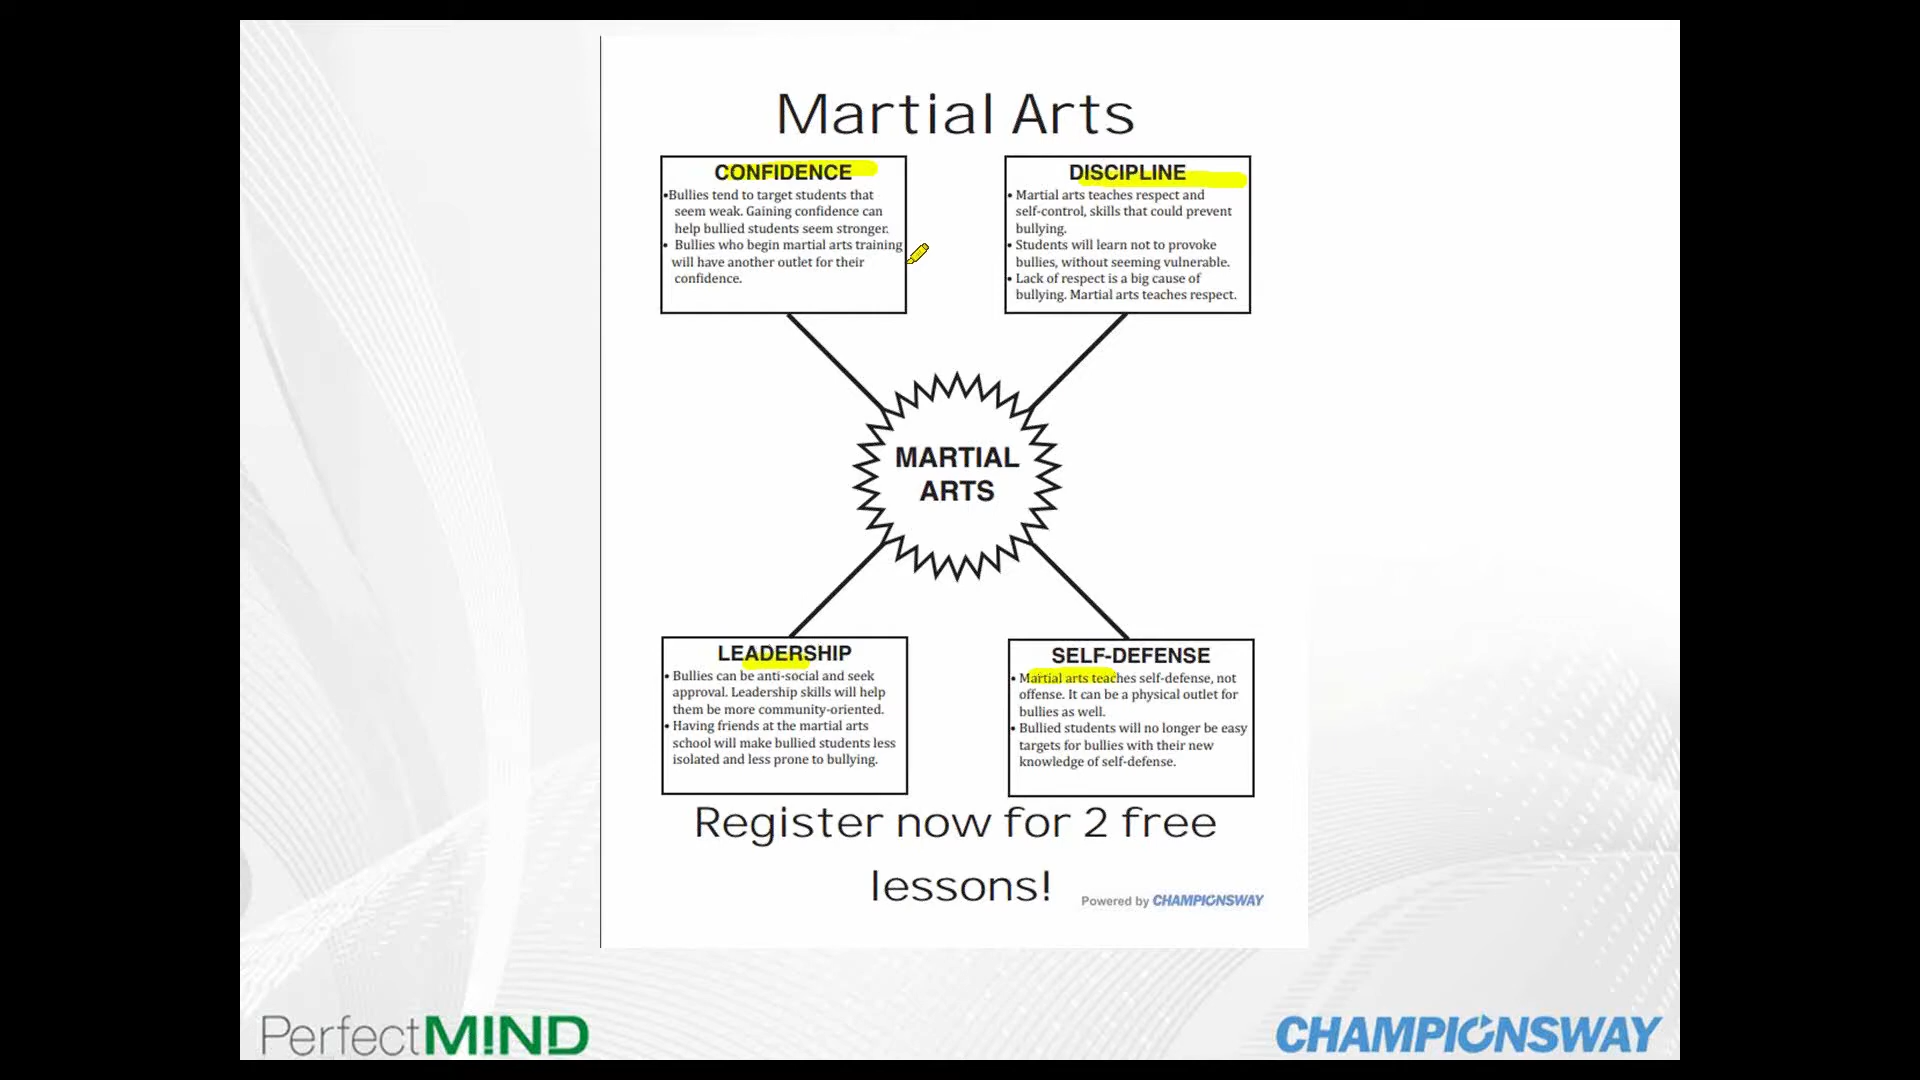 Martial Arts
CONFIDENCE
•Bullies tend to target students that
seem weak. Gaining confidence can
help bullied students seem stronger.
• Bullies who begin martial arts training
will have another outlet for their
confidence.
DISCIPLINE
• Martial arts teaches respect and
self-control, skills that could prevent
bullying.
• Students will learn not to provoke
bullies, without seeming vulnerable.
• Lack of respect is a big cause of
bullying. Martial arts teaches respect.
MARTIAL
ARTS
LEADERSHIP
• Bullies can be anti-social and seek
approval. Leadership skills will help
them be more community-oriented.
• Having friends at the martial arts
school will make bullied students less
isolated and less prone to bullying.
SELF-DEFENSE
• Martial arts teaches self-defense, not
offense. It can be a physical outlet for
bullies as well.
• Bullied students will no longer be easy
targets for bullies with their new
knowledge of self-defense.
Register now for 2 free
lessons!
Powered by CHAMPIONSWAY
PerfectMIND
CHAMPIONSWAY